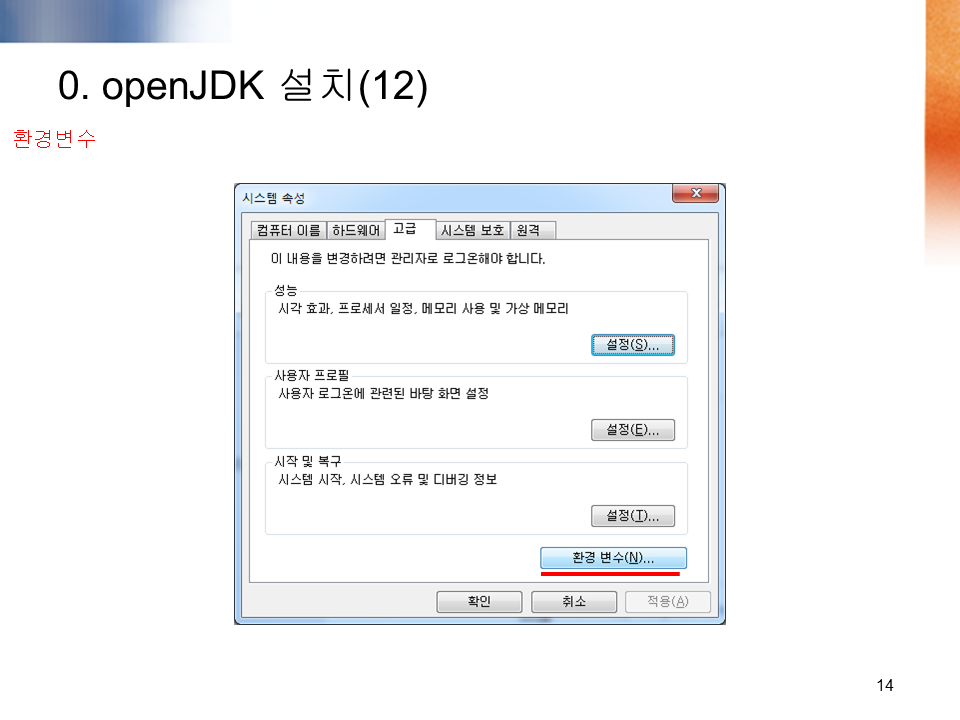 0. openJDK 설치(12)
환경변수
시스템 속성
컴퓨터 이름 하드웨어 고급 시스템 보호 원격
이 내용을 변경하려면 관리자로 로그온해야 합니다.
성능
시각 효과, 프로세서 일정, 메모리 사용 및 가상 메모리
설정(S)...
사용자 프로필
사용자 로그온에 관련된 바탕 화면 설정
설정(E)...
시작 및 복구
시스템 시작, 시스템 오류 및 디버깅 정보
설정(T)...
환경 변수(N)...
확인 취소 적용(A)
14